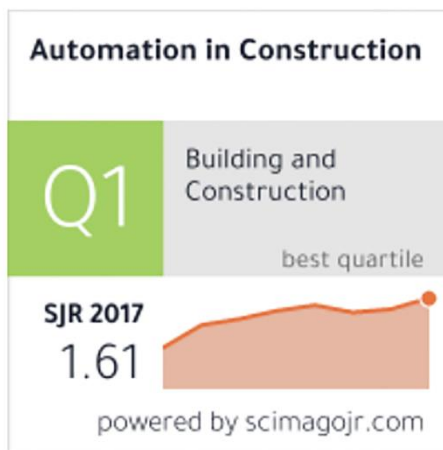 Automation in Construction
Q1
Building and
Construction
best quartile
SJR 2017
1.61
powered by scimagojr.com